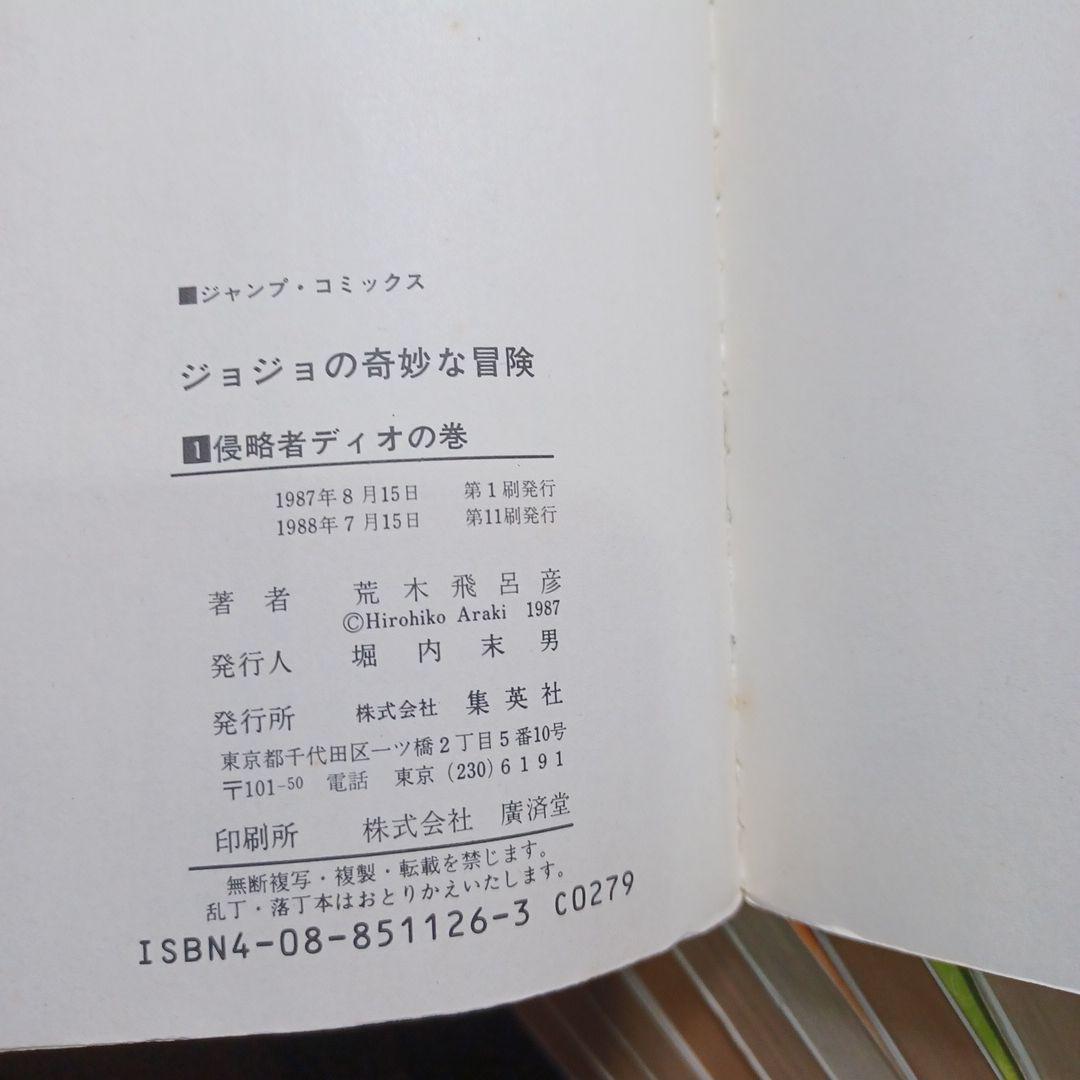 ■ジャンプ・コミックス
ジョジョの奇妙な冒険
1侵略者ディオの巻
1987年8月15日 第1刷発行
1988年7月15日 第11刷発行
著者 荒木飛呂彦
©Hirohiko Araki 1987
発行人 堀内末男
発行所 株式会社 集英社
東京都千代田区一ツ橋2丁目5番10号
〒101-50 電話 東京(230)6191
印刷所 株式会社 廣済堂
無断複写・複製・転載を禁じます。
乱丁・落丁本はおとりかえいたします。
ISBN4-08-851126-3 C0279